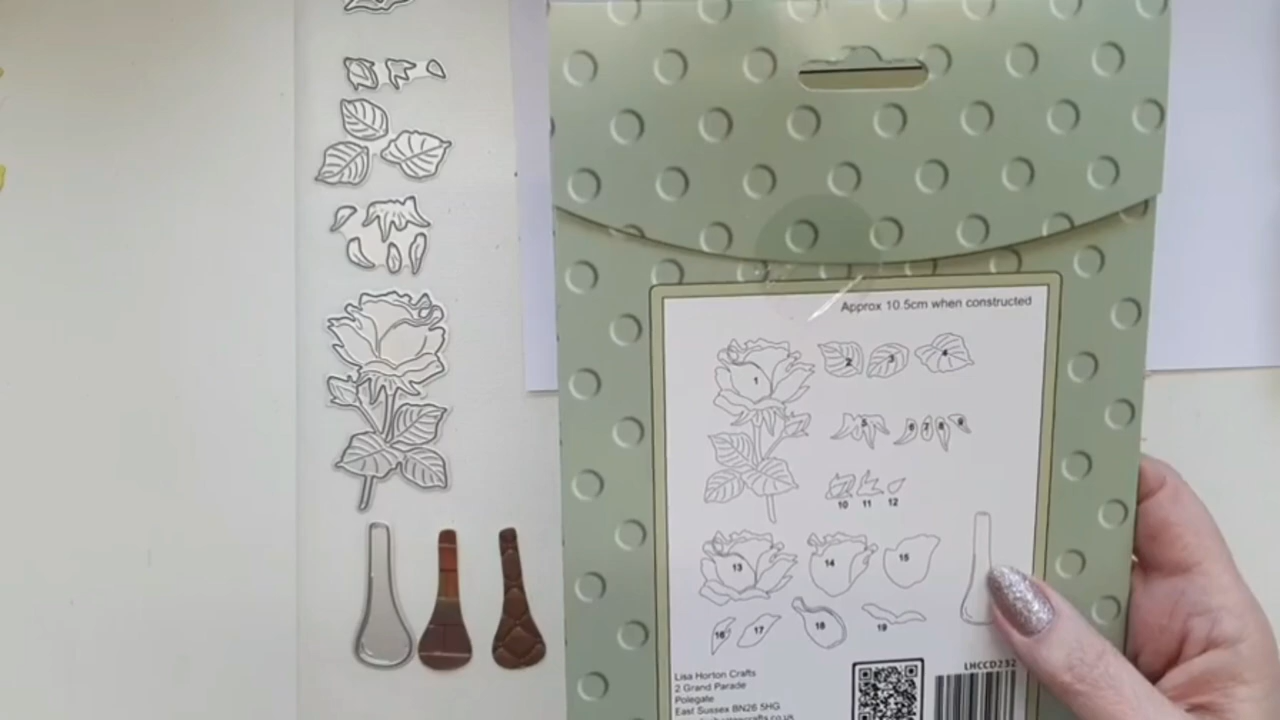 Approx 10.5cm when constructed
1 2 3 4
5 6 7 8 9
10 11 12
13 14 15
16 17 18 19
LHCCD232
Lisa Horton Crafts
2 Grand Parade
Polegate
East Sussex BN26 5HG